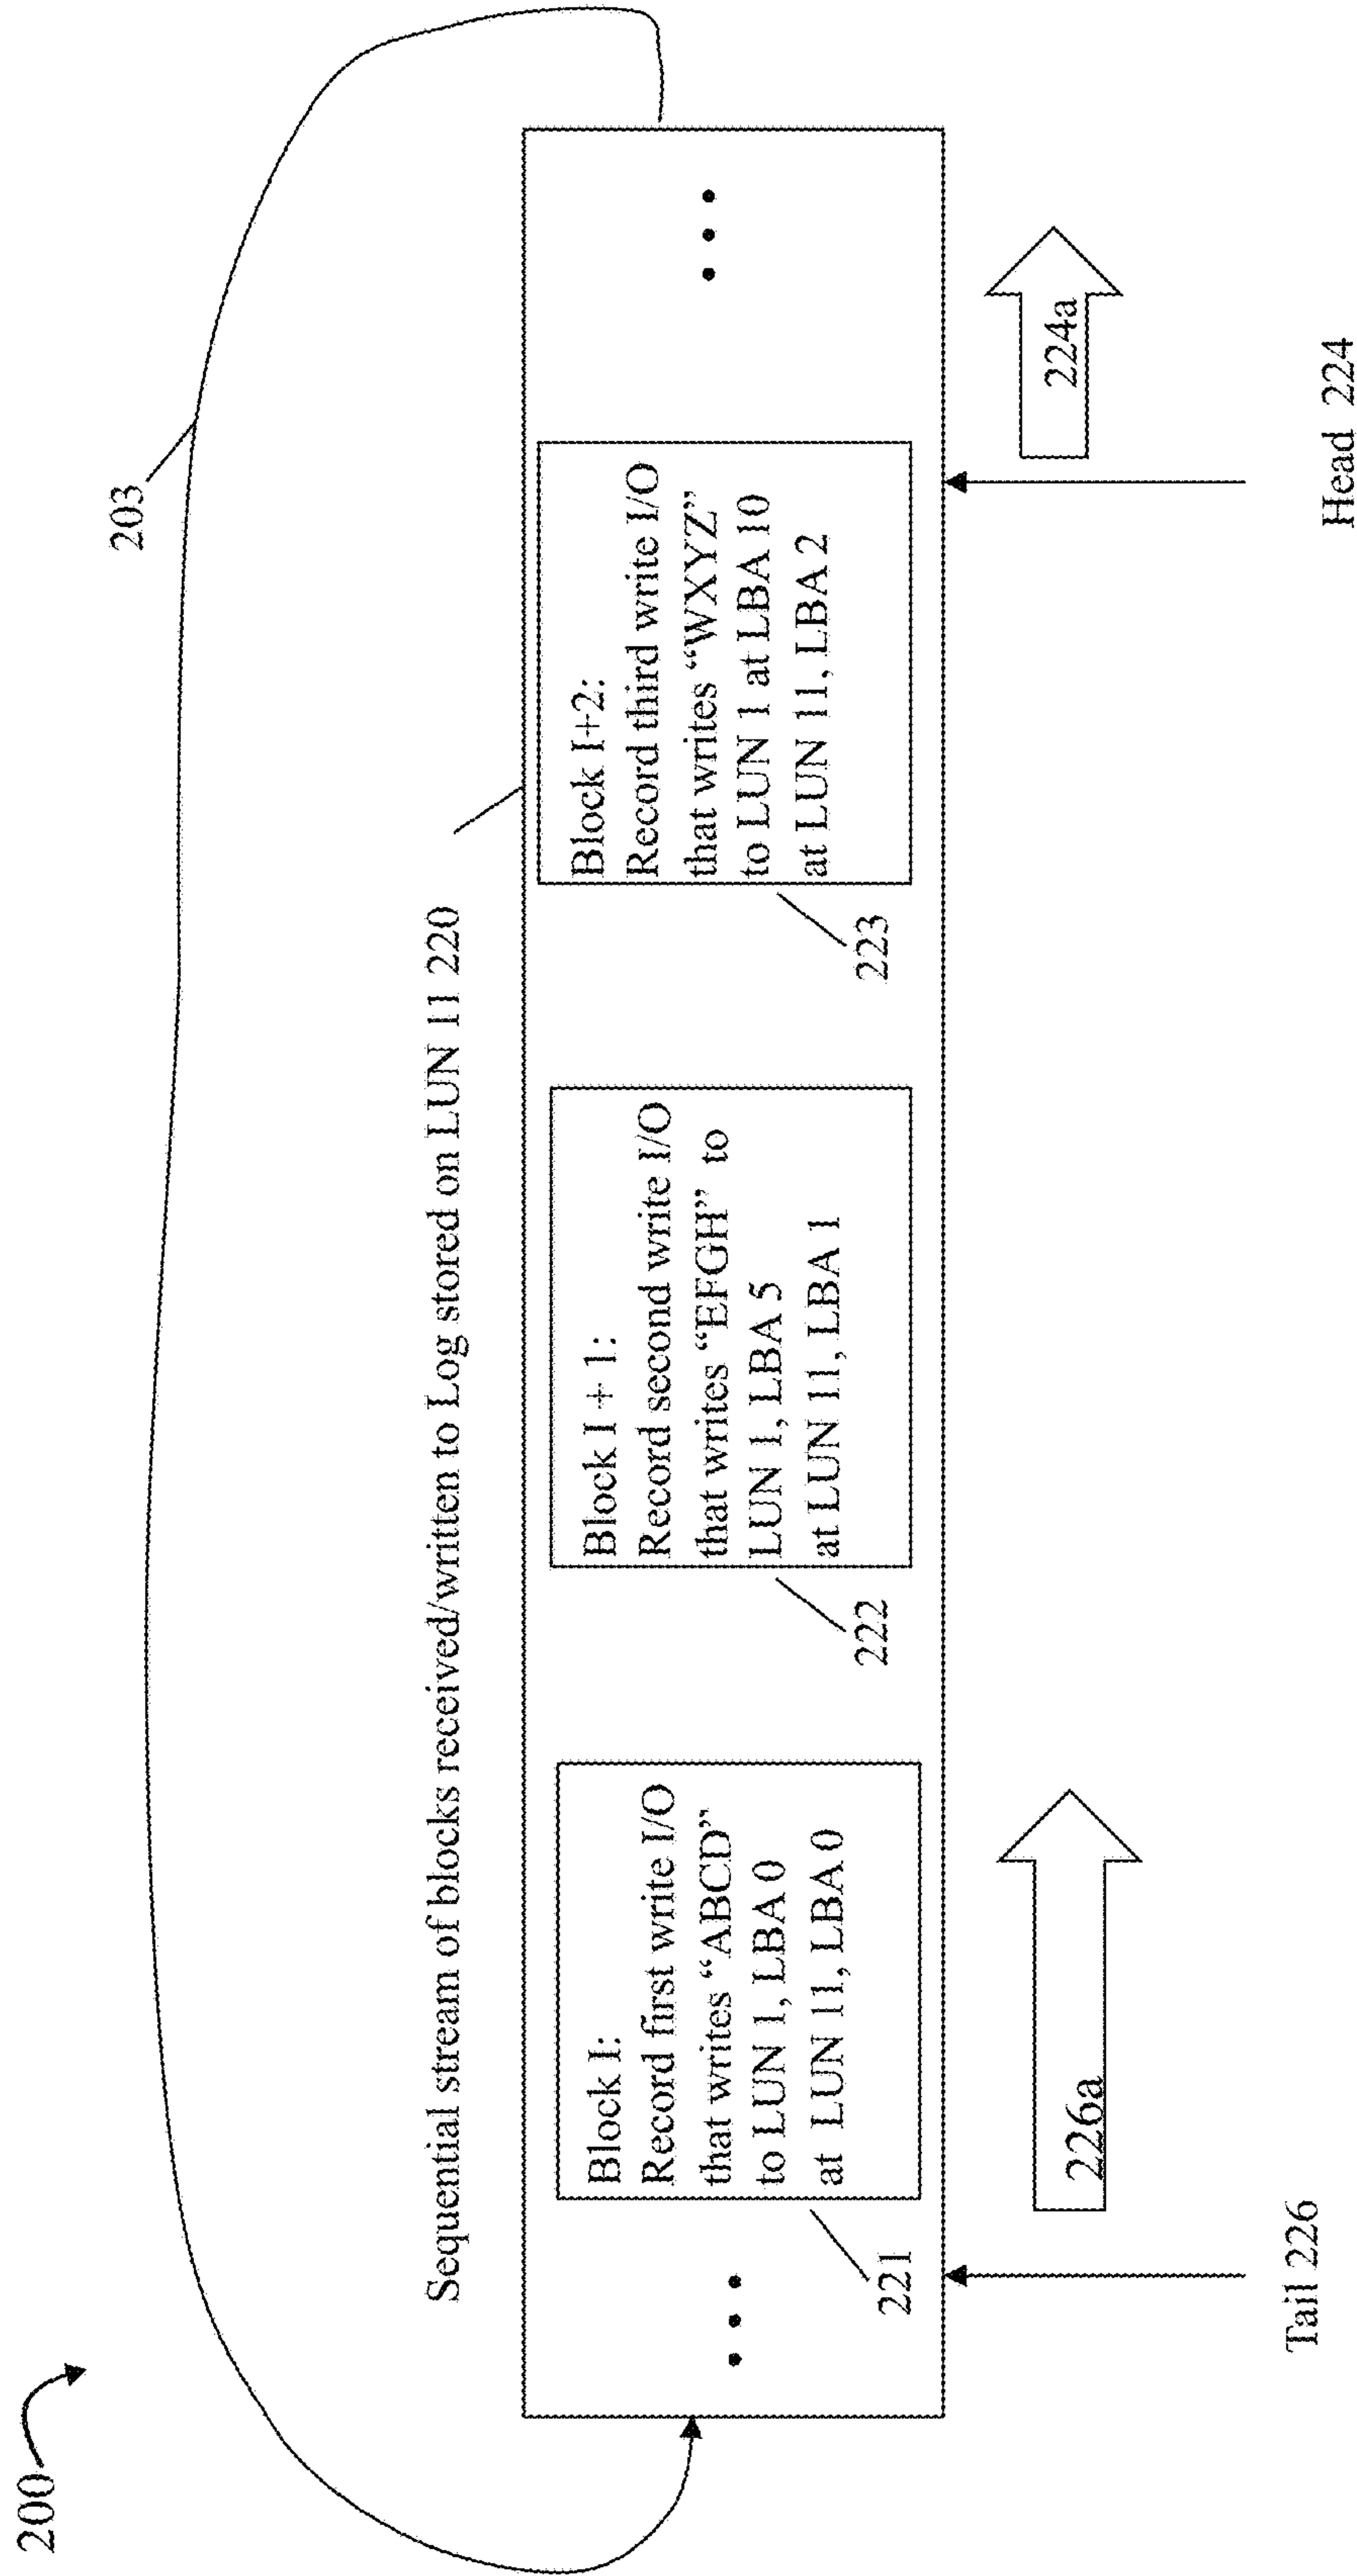 200
203
Sequential stream of blocks received/written to Log stored on LUN 11 220
Block I:
Record first write I/O
that writes “ABCD”
to LUN 1, LBA 0
at LUN 11, LBA 0
221
Block I + 1:
Record second write I/O
that writes “EFGH” to
LUN 1, LBA 5
at LUN 11, LBA 1
222
Block I+2:
Record third write I/O
that writes “WXYZ”
to LUN 1 at LBA 10
at LUN 11, LBA 2
223
226a
224a
Tail 226
Head 224